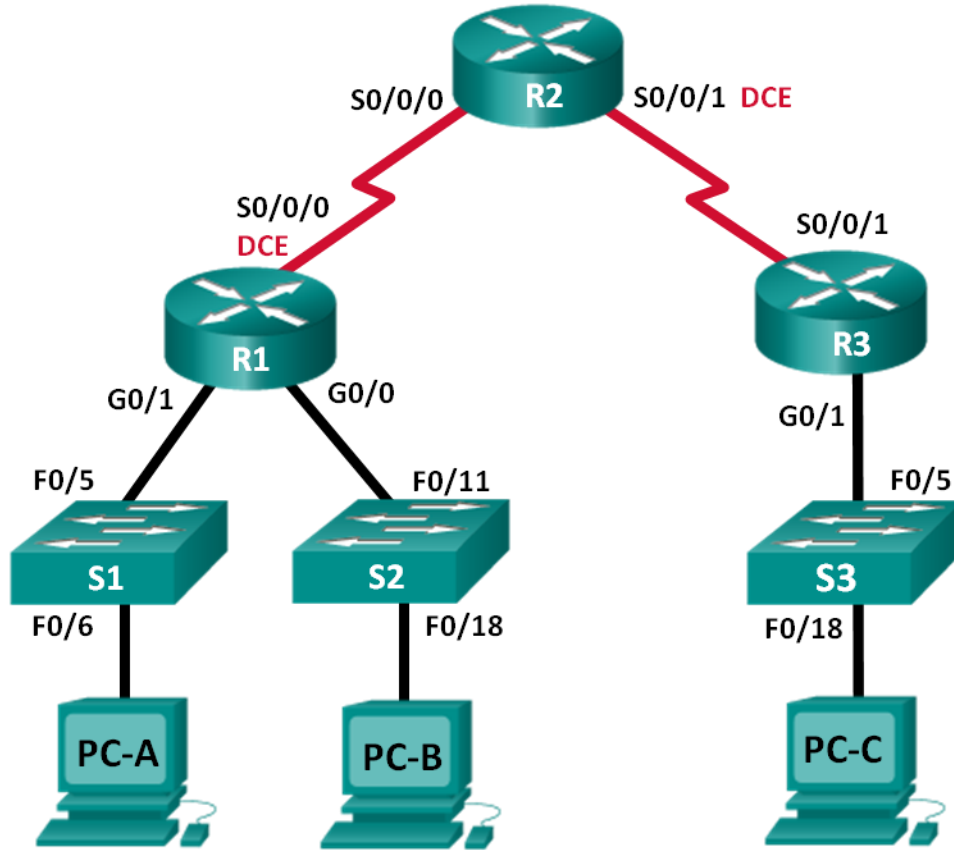 R2
S0/0/0
S0/0/1 DCE
S0/0/0
DCE
S0/0/1
R1
R3
G0/1
G0/0
G0/1
F0/5
F0/11
F0/5
S1
S2
S3
F0/6
F0/18
F0/18
PC-A
PC-B
PC-C